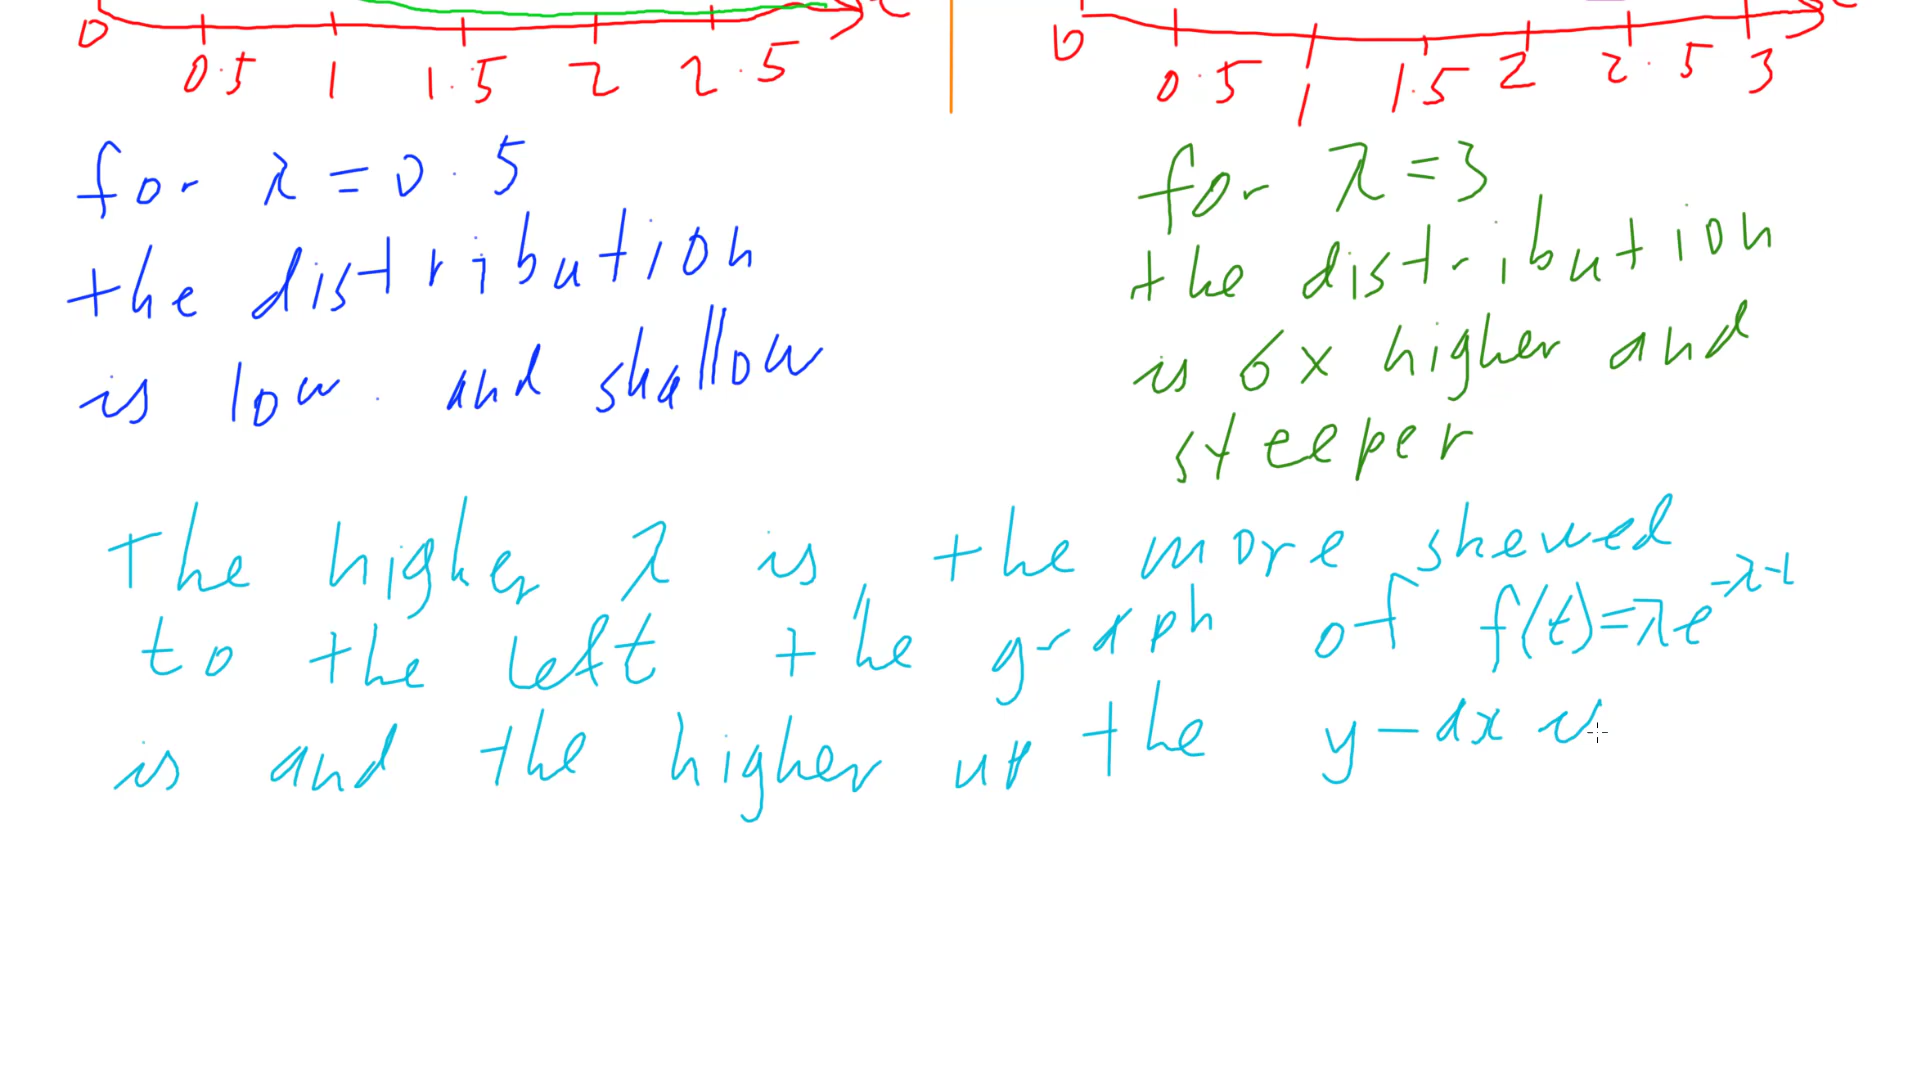 0 0.5 1 1.5 2 2.5
0 0.5 1 1.5 2 2.5 3
for λ = 0.5
the distribution
is low and shallow
for λ = 3
the distribution
is 6x higher and
steeper
The higher λ is, the more skewed
to the left the graph of f(t)=λe^-λt
is and the higher up the y-axis